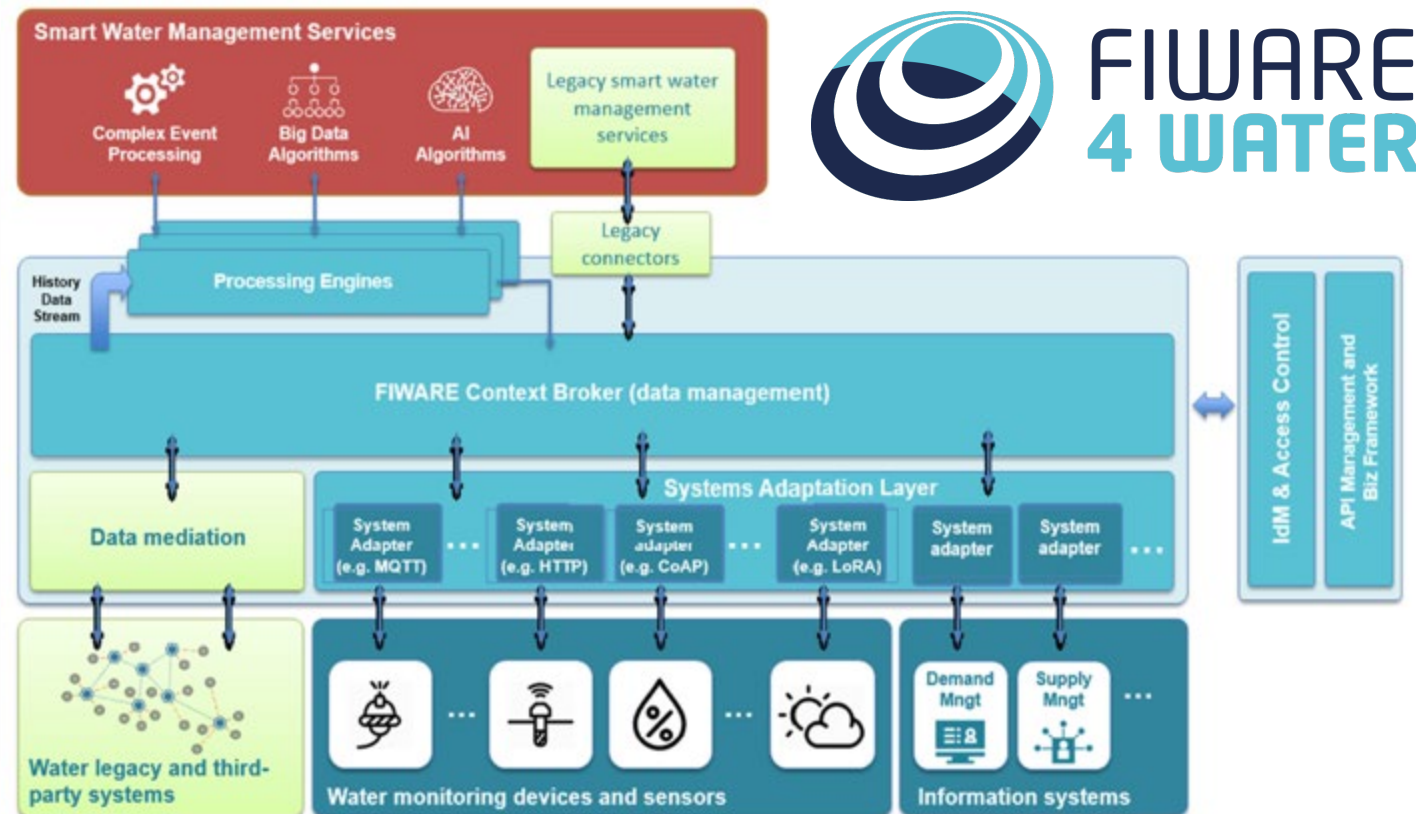 Smart Water Management Services
Complex Event
Processing
Big Data
Algorithms
AI
Algorithms
Legacy smart water
management
services
FIWARE
4 WATER
Legacy
connectors
History
Data
Stream
Processing Engines
FIWARE Context Broker (data management)
IdM & Access Control
API Management and
Biz Framework
Data mediation
Systems Adaptation Layer
System
Adapter
(e.g. MQTT)
...
System
Adapter
(e.g. HTTP)
System
adapter
(e.g. CoAP)
...
System
Adapter
(e.g. LoRA)
System
adapter
System
adapter
...
Water legacy and third-
party systems
...
%
...
Water monitoring devices and sensors
Demand
Mngt
Supply
Mngt
...
Information systems